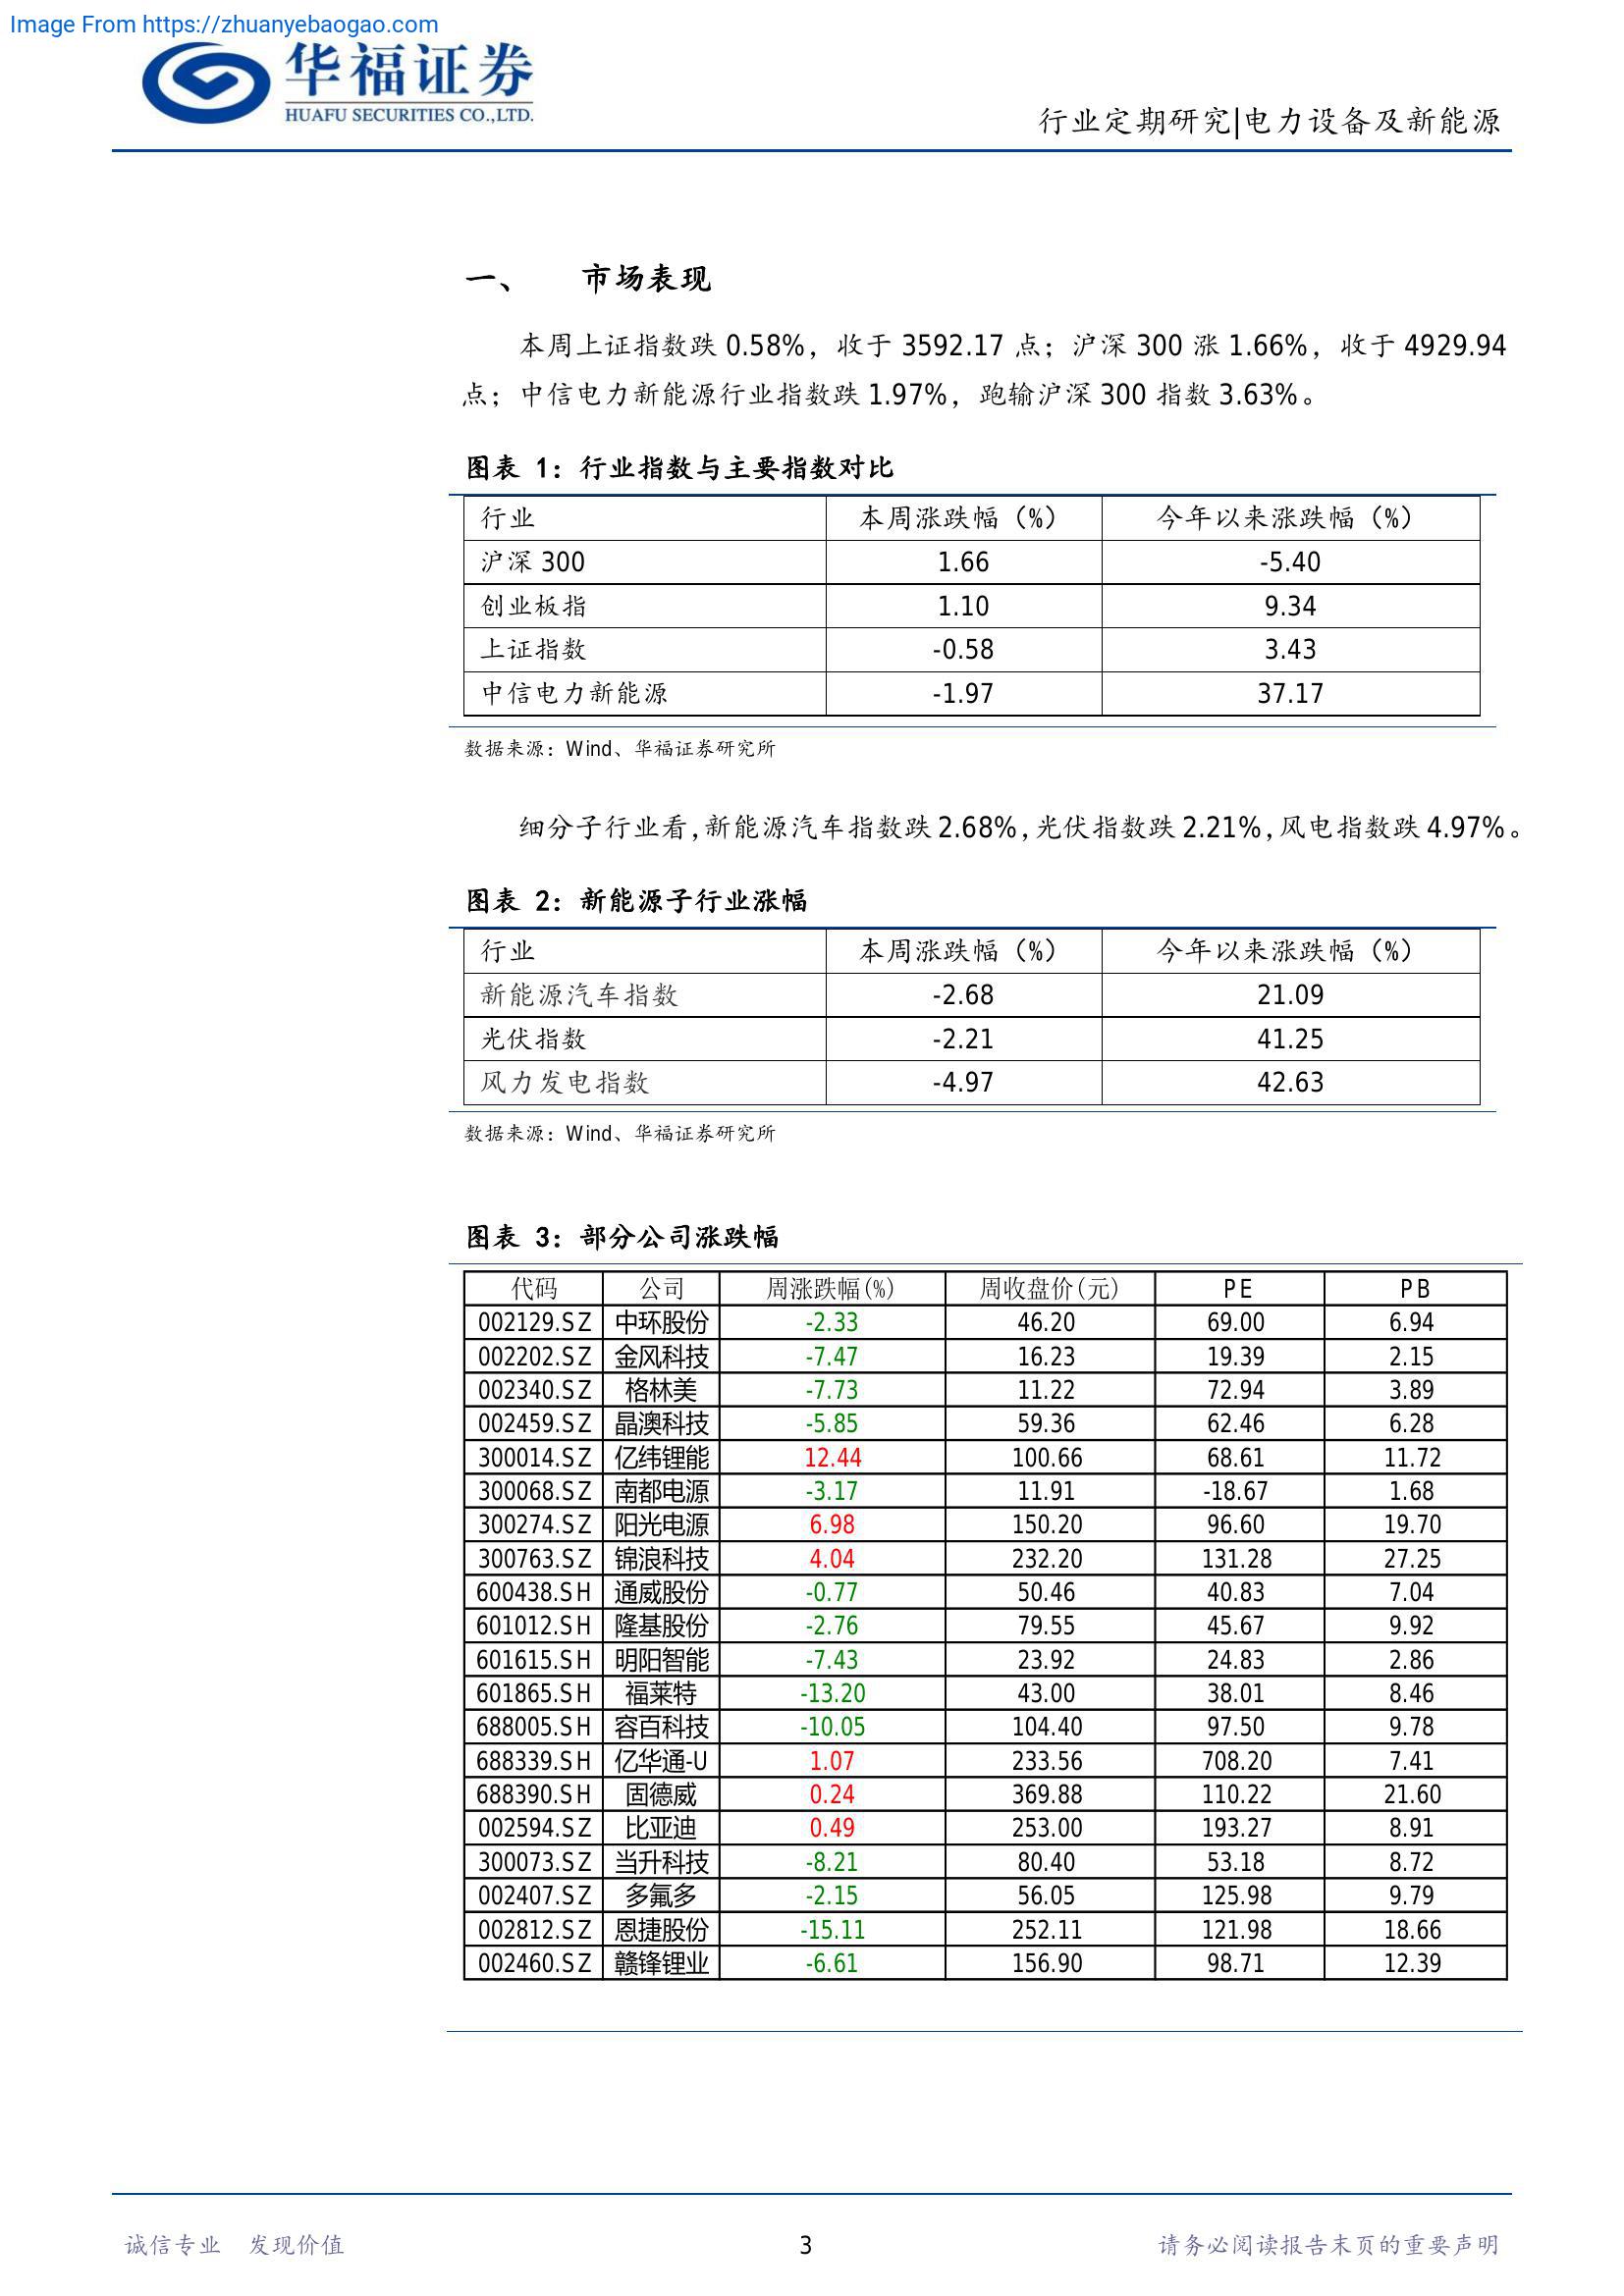 Image From https://zhuanyebaogao.com
华福证券
HUAFU SECURITIES CO.,LTD.
行业定期研究|电力设备及新能源
一、 市场表现
本周上证指数跌 0.58%，收于 3592.17 点；沪深 300 涨 1.66%，收于 4929.94
点；中信电力新能源行业指数跌 1.97%，跑输沪深 300 指数 3.63%。
图表 1：行业指数与主要指数对比
行业 本周涨跌幅（%） 今年以来涨跌幅（%）
沪深 300 1.66 -5.40
创业板指 1.10 9.34
上证指数 -0.58 3.43
中信电力新能源 -1.97 37.17
数据来源：Wind、华福证券研究所
细分子行业看,新能源汽车指数跌 2.68%,光伏指数跌 2.21%,风电指数跌 4.97%。
图表 2：新能源子行业涨幅
行业 本周涨跌幅（%） 今年以来涨跌幅（%）
新能源汽车指数 -2.68 21.09
光伏指数 -2.21 41.25
风力发电指数 -4.97 42.63
数据来源：Wind、华福证券研究所
图表 3：部分公司涨跌幅
代码 公司 周涨跌幅(%) 周收盘价(元) PE PB
002129.SZ 中环股份 -2.33 46.20 69.00 6.94
002202.SZ 金风科技 -7.47 16.23 19.39 2.15
002340.SZ 格林美 -7.73 11.22 72.94 3.89
002459.SZ 晶澳科技 -5.85 59.36 62.46 6.28
300014.SZ 亿纬锂能 12.44 100.66 68.61 11.72
300068.SZ 南都电源 -3.17 11.91 -18.67 1.68
300274.SZ 阳光电源 6.98 150.20 96.60 19.70
300763.SZ 锦浪科技 4.04 232.20 131.28 27.25
600438.SH 通威股份 -0.77 50.46 40.83 7.04
601012.SH 隆基股份 -2.76 79.55 45.67 9.92
601615.SH 明阳智能 -7.43 23.92 24.83 2.86
601865.SH 福莱特 -13.20 43.00 38.01 8.46
688005.SH 容百科技 -10.05 104.40 97.50 9.78
688339.SH 亿华通-U 1.07 233.56 708.20 7.41
688390.SH 固德威 0.24 369.88 110.22 21.60
002594.SZ 比亚迪 0.49 253.00 193.27 8.91
300073.SZ 当升科技 -8.21 80.40 53.18 8.72
002407.SZ 多氟多 -2.15 56.05 125.98 9.79
002812.SZ 恩捷股份 -15.11 252.11 121.98 18.66
002460.SZ 赣锋锂业 -6.61 156.90 98.71 12.39
诚信专业 发现价值 3 请务必阅读报告末页的重要声明